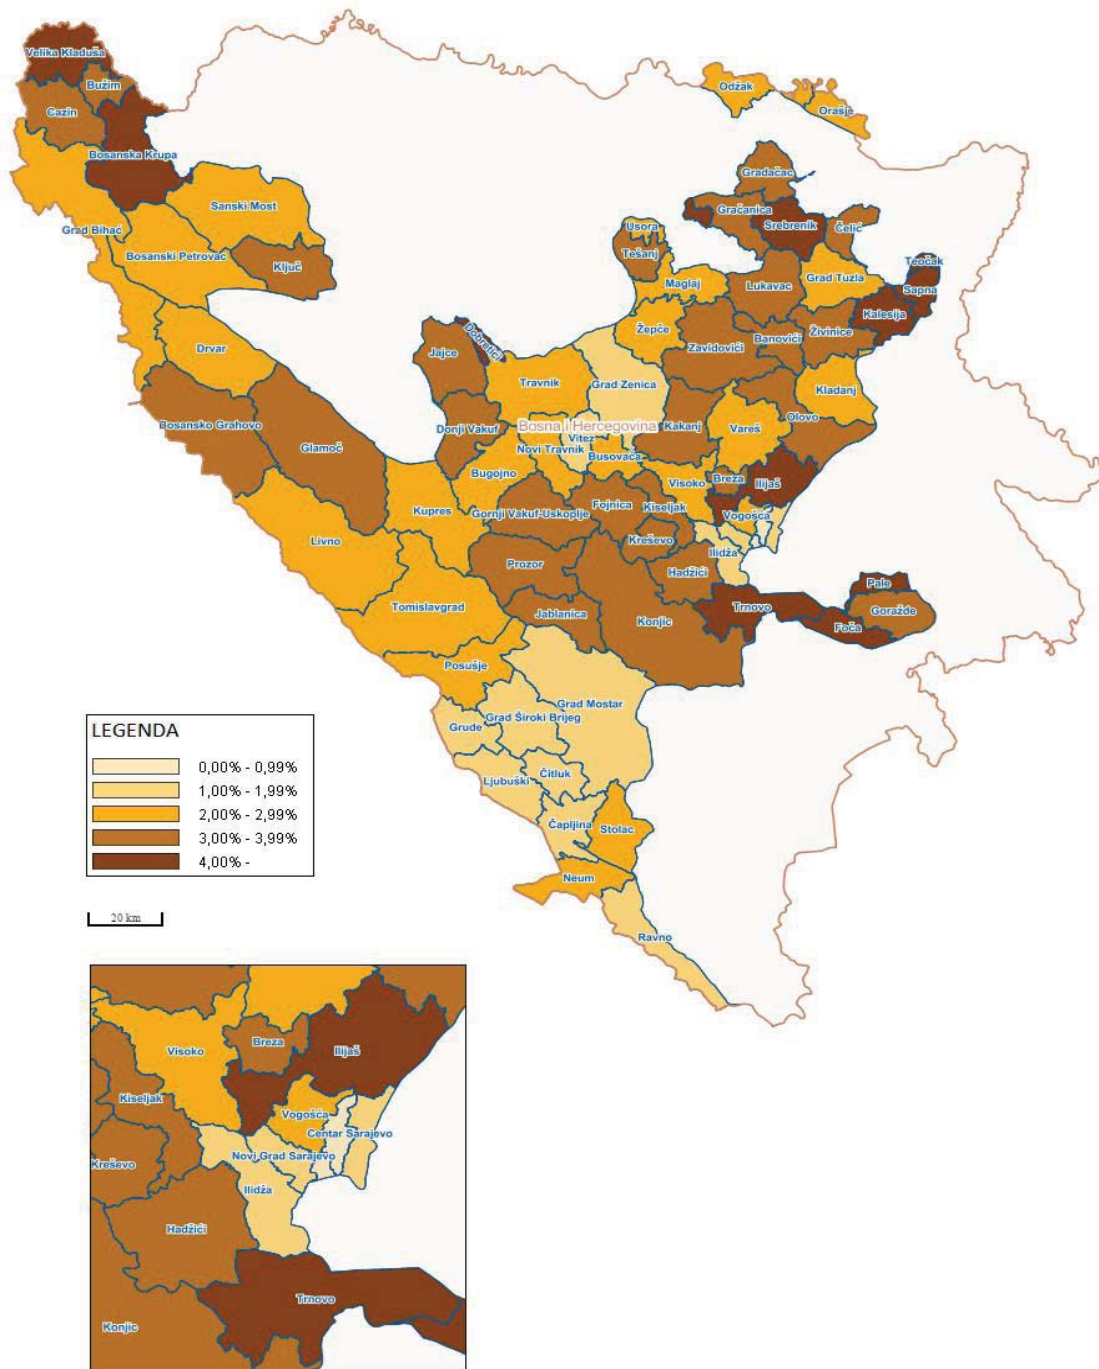 Velika Kladuša
Bužim
Cazin
Bosanska Krupa
Odžak
Orašje
Gradačac
Gračanica
Srebrenik
Čelić
Sanski Most
Grad Bihać
Bosanski Petrovac
Ključ
Usora
Tešanj
Maglaj
Lukavac
Grad Tuzla
Teočak
Sapna
Kalesija
Žepče
Zavidovići
Banovići
Živinice
Drvar
Jajce
Dobretići
Travnik
Grad Zenica
Kladanj
Olovo
Bosansko Grahovo
Glamoč
Donji Vakuf
Bosna i Hercegovina
Vitez
Novi Travnik
Busovača
Kakanj
Vareš
Bugojno
Visoko
Breza
Ilijaš
Kupres
Gornji Vakuf-Uskoplje
Fojnica
Kiseljak
Vogošća
Livno
Kreševo
Ilidža
Prozor
Hadžići
Pale
Tomislavgrad
Jablanica
Konjic
Trnovo
Goražde
Foča
Posušje
Grad Mostar
Grad Široki Brijeg
Grude
Ljubuški
Čitluk
Čapljina
Stolac
Neum
Ravno
LEGENDA
0,00% - 0,99%
1,00% - 1,99%
2,00% - 2,99%
3,00% - 3,99%
4,00% -
20 km
Visoko
Breza
Ilijaš
Kiseljak
Vogošća
Centar Sarajevo
Kreševo
Novi Grad Sarajevo
Ilidža
Hadžići
Trnovo
Konjic